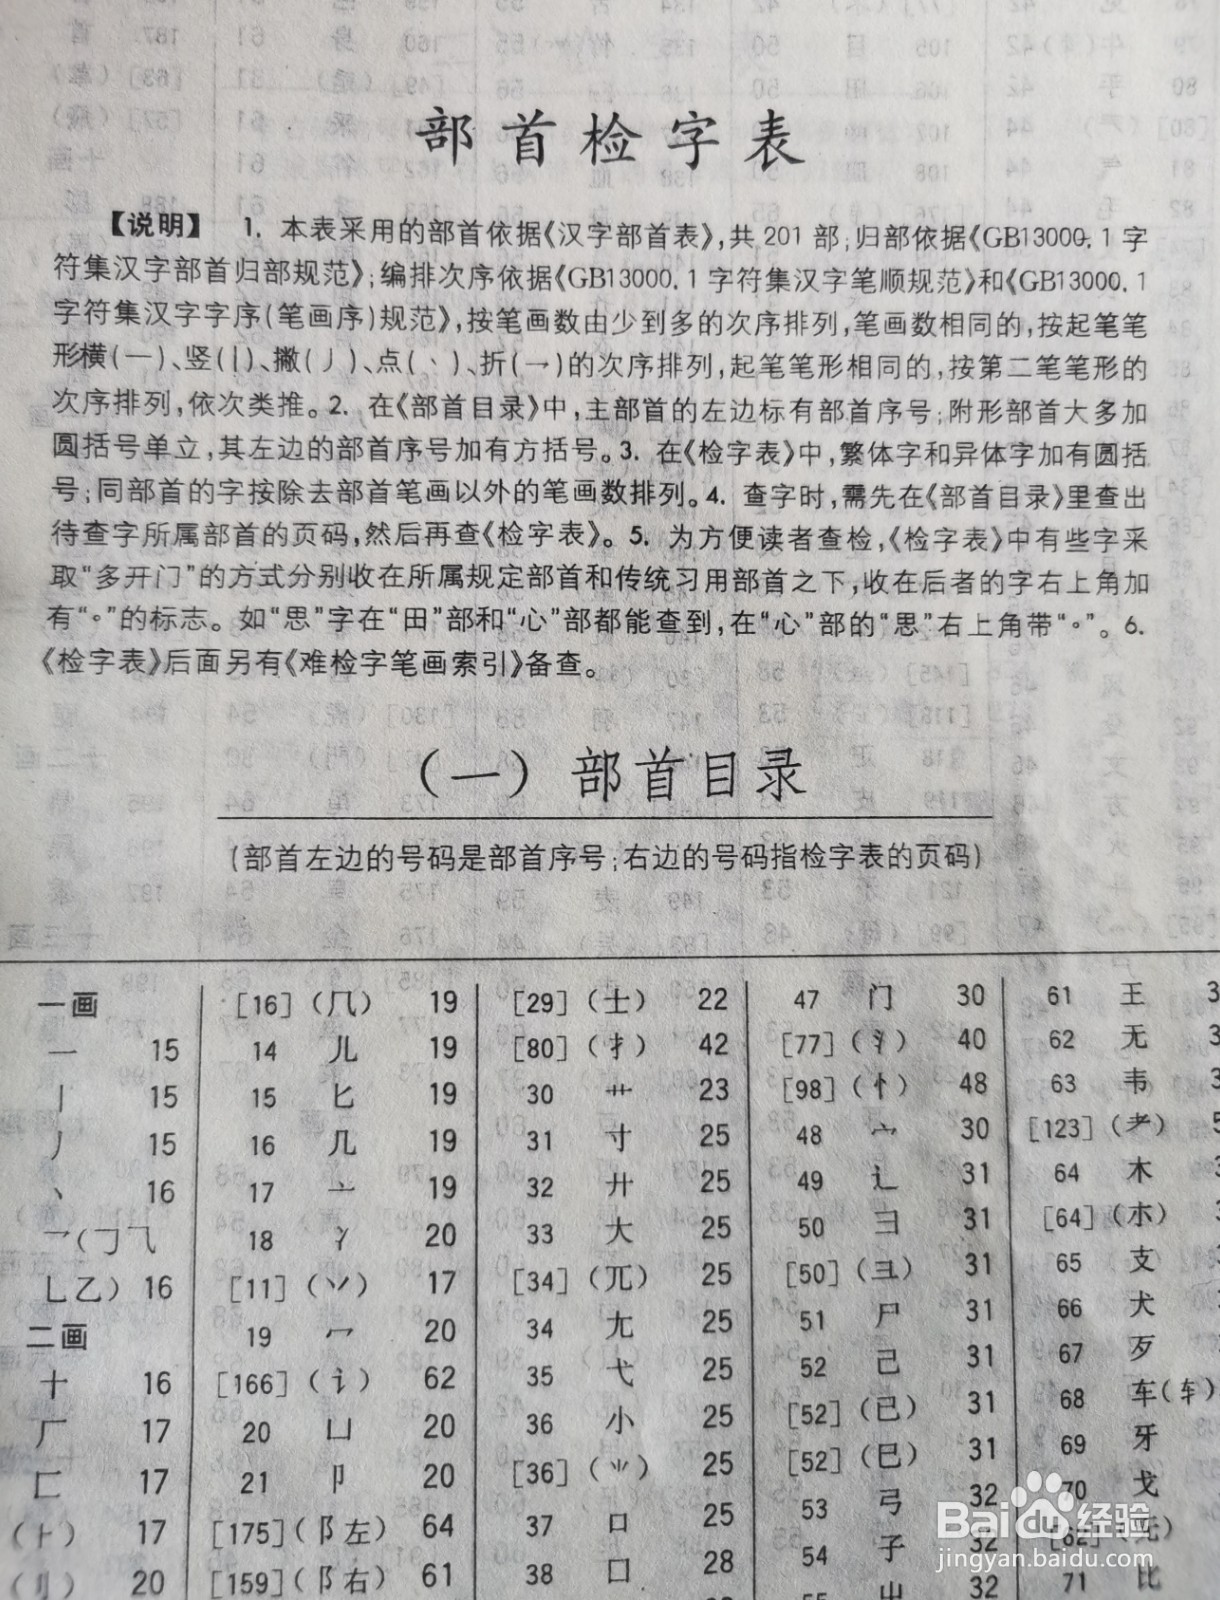 部首检字表
【说明】 1. 本表采用的部首依据《汉字部首表》,共201部;归部依据《GB13000.1字
符集汉字部首归部规范》;编排次序依据《GB13000.1字符集汉字笔顺规范》和《GB13000.1
字符集汉字字序(笔画序)规范》,按笔画数由少到多的次序排列,笔画数相同的,按起笔笔
形横(一)、竖(丨)、撇(丿)、点(丶)、折(乛)的次序排列,起笔笔形相同的,按第二笔笔形的
次序排列,依次类推。2. 在《部首目录》中,主部首的左边标有部首序号;附形部首大多加
圆括号单立,其左边的部首序号加有方括号。3. 在《检字表》中,繁体字和异体字加有圆括
号;同部首的字按除去部首笔画以外的笔画数排列。4. 查字时,需先在《部首目录》里查出
待查字所属部首的页码,然后再查《检字表》。5. 为方便读者查检,《检字表》中有些字采
取“多开门”的方式分别收在所属规定部首和传统习用部首之下,收在后者的字右上角加
有“°”的标志。如“思”字在“田”部和“心”部都能查到,在“心”部的“思”右上角带“°”。6.
《检字表》后面另有《难检字笔画索引》备查。
(一) 部首目录
(部首左边的号码是部首序号;右边的号码指检字表的页码)
一画
一 15
丨 15
丿 15
丶 16
乛(㇆⺄
乚乙) 16
二画
十 16
厂 17
匚 17
(⺊) 17
(刂) 20
[16] (⺇) 19
14 儿 19
15 匕 19
16 几 19
17 亠 19
18 冫 20
[11] (丷) 17
19 冖 20
[166] (讠) 62
20 凵 20
21 卩 20
[175] (阝左) 64
[159] (阝右) 61
[29] (士) 22
[80] (扌) 42
30 艹 23
31 寸 25
32 廾 25
33 大 25
[34] (兀) 25
34 尢 25
35 弋 25
36 小 25
[36] (⺌) 25
37 口 25
38 囗 28
47 门 30
[77] (氵) 40
[98] (忄) 48
48 宀 30
49 辶 31
50 彐 31
[50] (彑) 31
51 尸 31
52 己 31
[52] (已) 31
[52] (巳) 31
53 弓 32
54 子 32
55 屮 32
61 王 3
62 无 3
63 韦 3
[123] (耂) 5
64 木 3
[64] (朩)
65 支
66 犬
67 歹
68 车(车)
69 牙
70 戈
[62] (旡)
71 比
Baidu 经验
jingyan.baidu.com